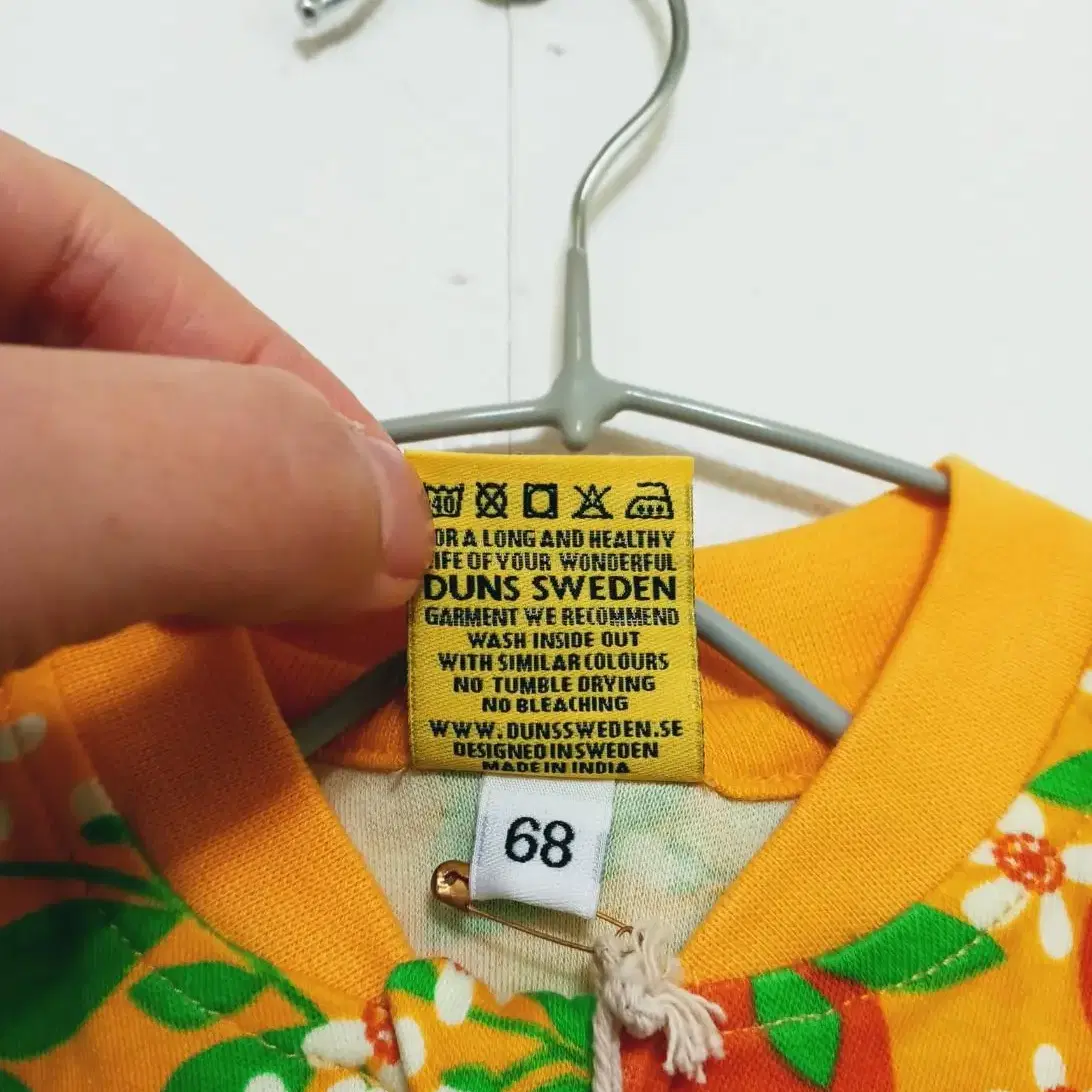 40
OR A LONG AND HEALTHY
IFE OF YOUR WONDERFUL
DUNS SWEDEN
GARMENT WE RECOMMEND
WASH INSIDE OUT
WITH SIMILAR COLOURS
NO TUMBLE DRYING
NO BLEACHING
WWW.DUNSSWEDEN.SE
DESIGNED IN SWEDEN
MADE IN INDIA
68